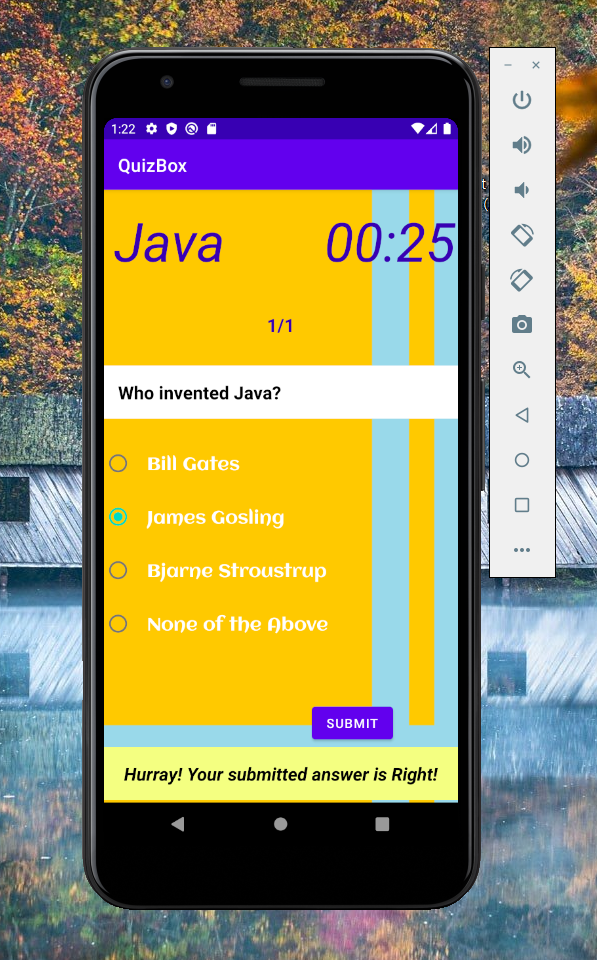 1:22
QuizBox
Java 00:25
1/1
Who invented Java?
Bill Gates
James Gosling
Bjarne Stroustrup
None of the Above
SUBMIT
Hurray! Your submitted answer is Right!